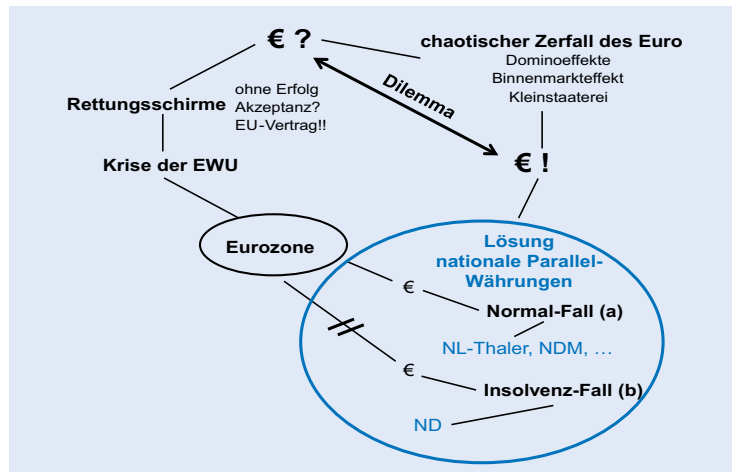 € ?
chaotischer Zerfall des Euro
Dominoeffekte
Binnenmarkteffekt
Kleinstaaterei
Dilemma
Rettungsschirme
ohne Erfolg
Akzeptanz?
EU-Vertrag!!
€ !
Krise der EWU
Eurozone
Lösung
nationale Parallel-
Währungen
€
Normal-Fall (a)
NL-Thaler, NDM, …
€
Insolvenz-Fall (b)
ND